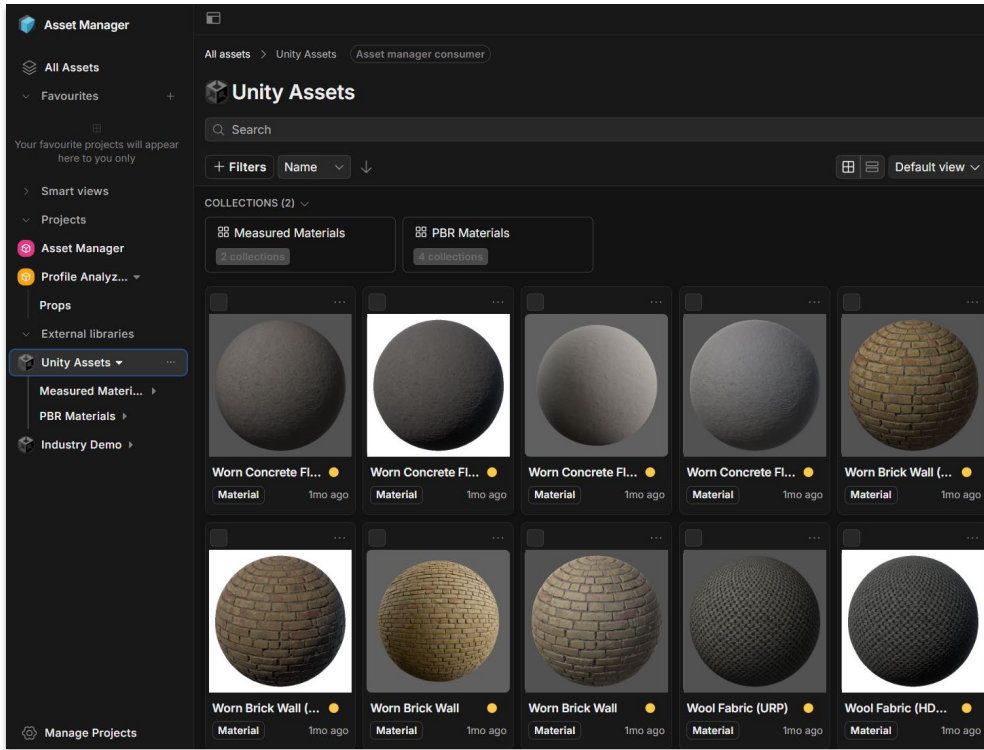 Asset Manager
All Assets
Favourites
Your favourite projects will appear
here to you only
Smart views
Projects
Asset Manager
Profile Analyz...
Props
External libraries
Unity Assets
Measured Materi...
PBR Materials
Industry Demo
Manage Projects
All assets > Unity Assets Asset manager consumer
Unity Assets
Search
+ Filters Name Default view
COLLECTIONS (2)
Measured Materials PBR Materials
2 collections 4 collections
Worn Concrete Fl... Worn Concrete Fl... Worn Concrete Fl... Worn Concrete Fl... Worn Brick Wall (...
Material 1mo ago Material 1mo ago Material 1mo ago Material 1mo ago Material 1mo ago
Worn Brick Wall (... Worn Brick Wall Worn Brick Wall Wool Fabric (URP) Wool Fabric (HD...
Material 1mo ago Material 1mo ago Material 1mo ago Material 1mo ago Material 1mo ago